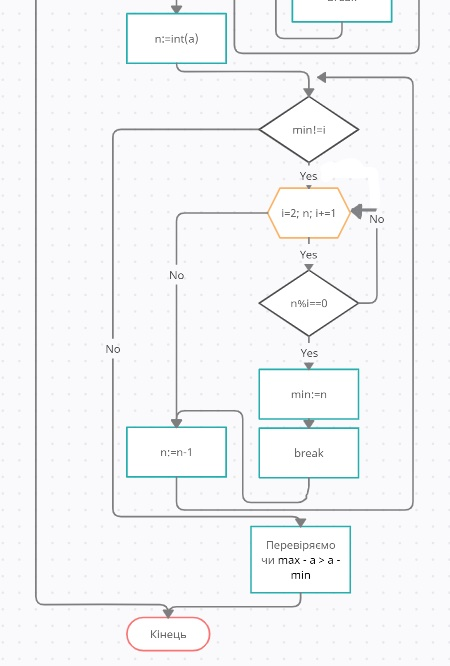 n:=int(a)
min!=i
Yes
i=2; n; i+=1
No
Yes
No
n%i==0
No
Yes
min:=n
n:=n-1
break
Перевіряємо
чи max - a > a -
min
Кінець